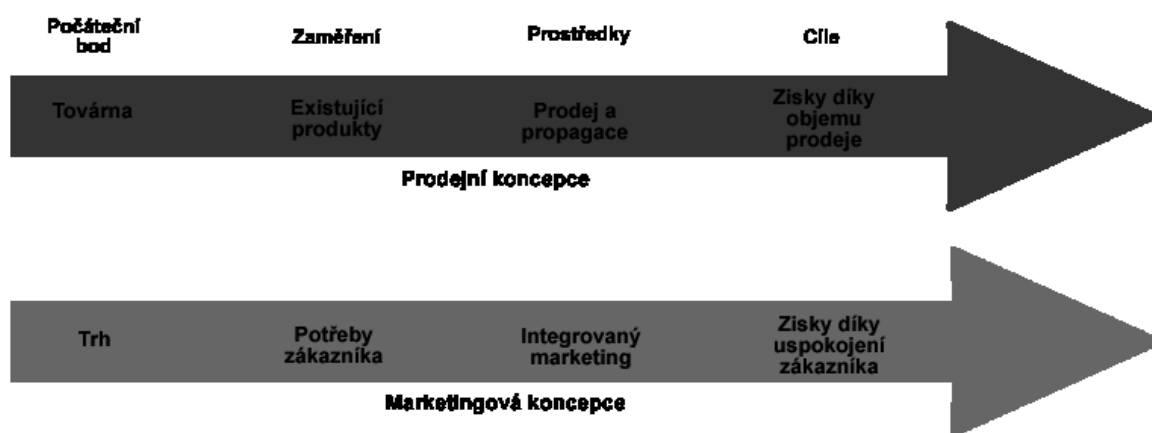 Počáteční
bod
Zaměření
Prostředky
Cíle
Továrna
Existující
produkty
Prodej a
propagace
Zisky díky
objemu
prodeje
Prodejní koncepce
Trh
Potřeby
zákazníka
Integrovaný
marketing
Zisky díky
uspokojení
zákazníka
Marketingová koncepce